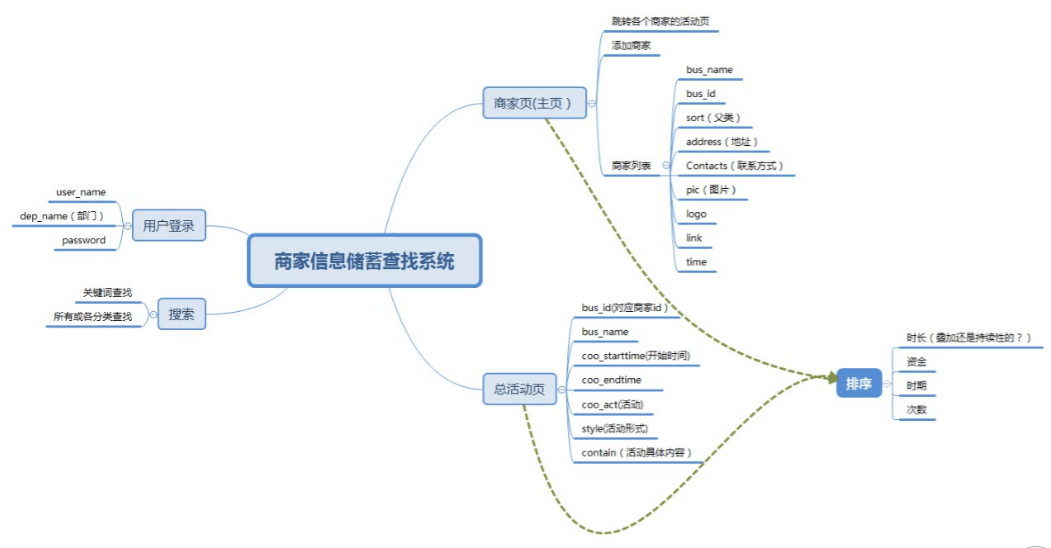 商家信息储蓄查找系统
用户登录
user_name
dep_name（部门）
password
搜索
关键词查找
所有或各分类查找
商家页(主页）
跳转各个商家的活动页
添加商家
商家列表
bus_name
bus_id
sort（父类）
address（地址）
Contacts（联系方式）
pic（图片）
logo
link
time
总活动页
bus_id(对应商家id）
bus_name
coo_starttime(开始时间)
coo_endtime
coo_act(活动)
style(活动形式)
contain（活动具体内容）
排序
时长（叠加还是持续性的？）
资金
时期
次数